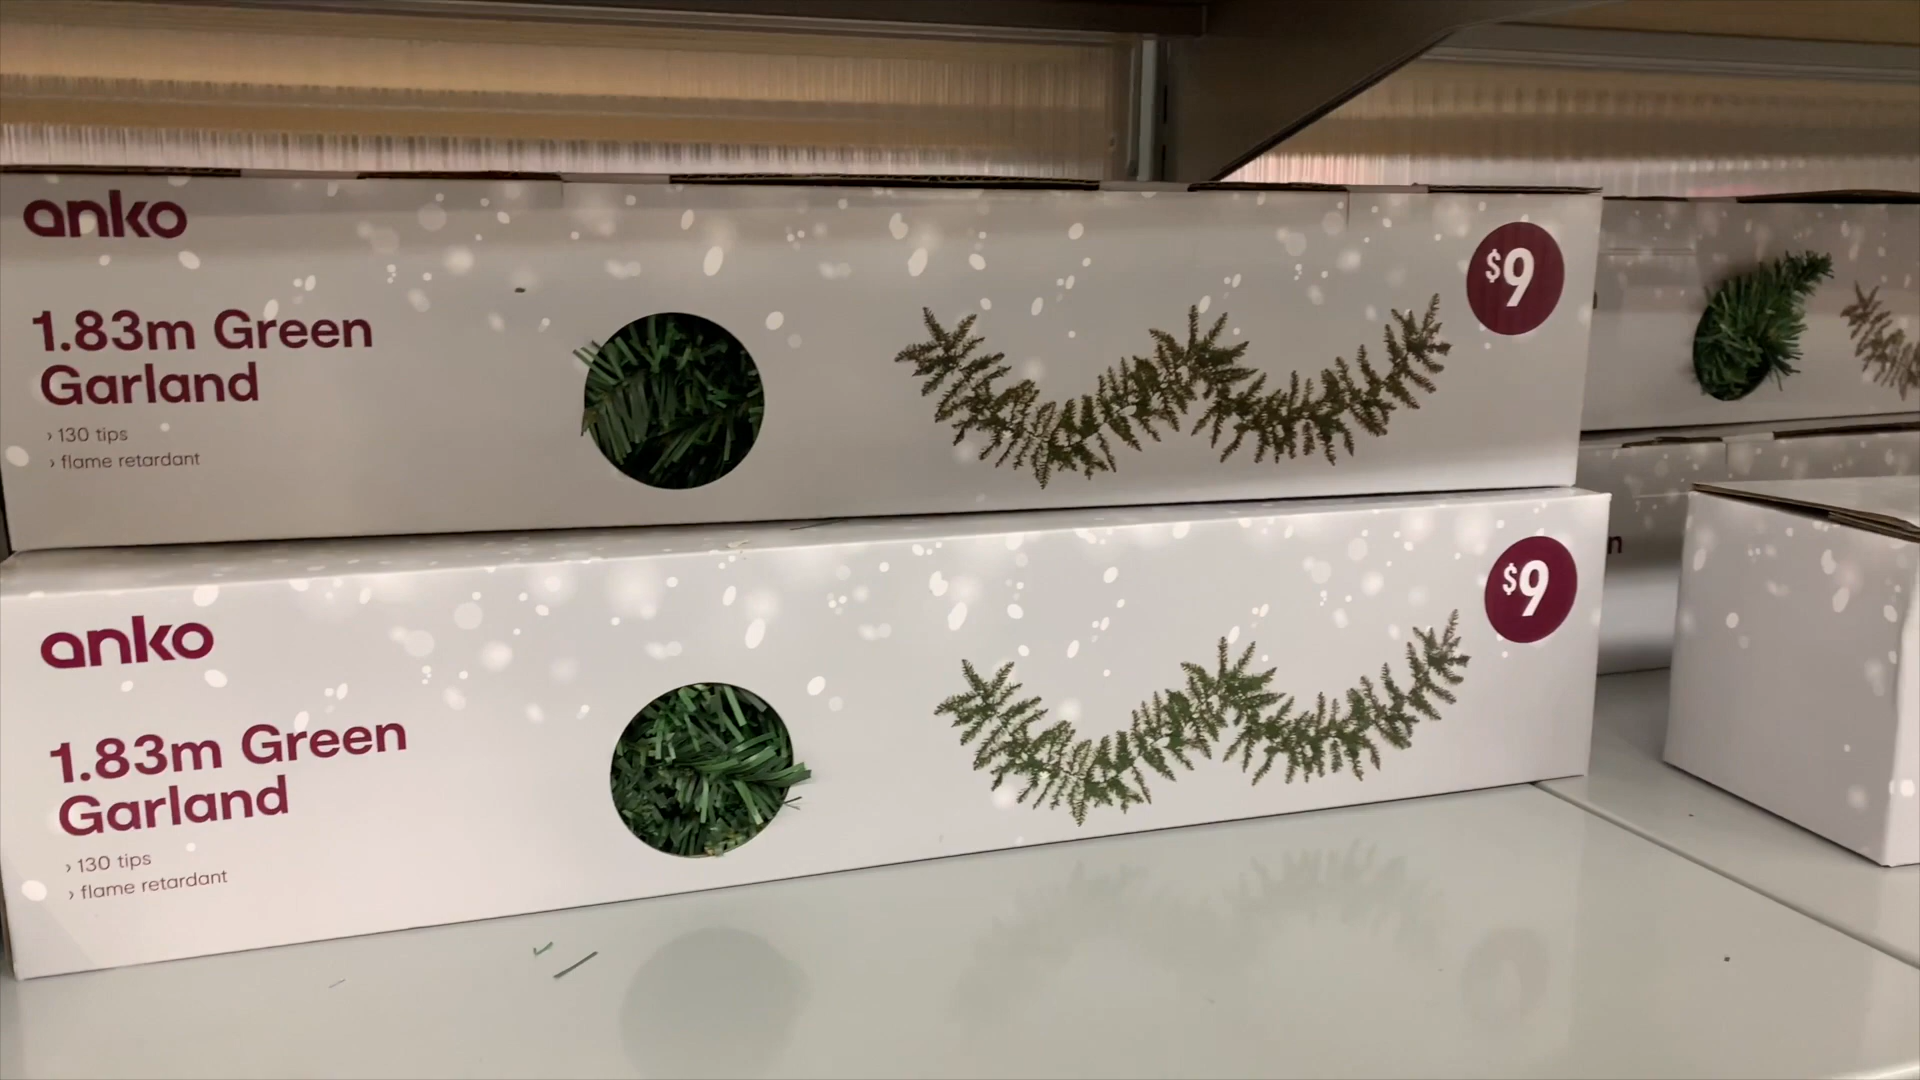 anko
$9
1.83m Green
Garland
› 130 tips
› flame retardant
anko
$9
1.83m Green
Garland
› 130 tips
› flame retardant
n